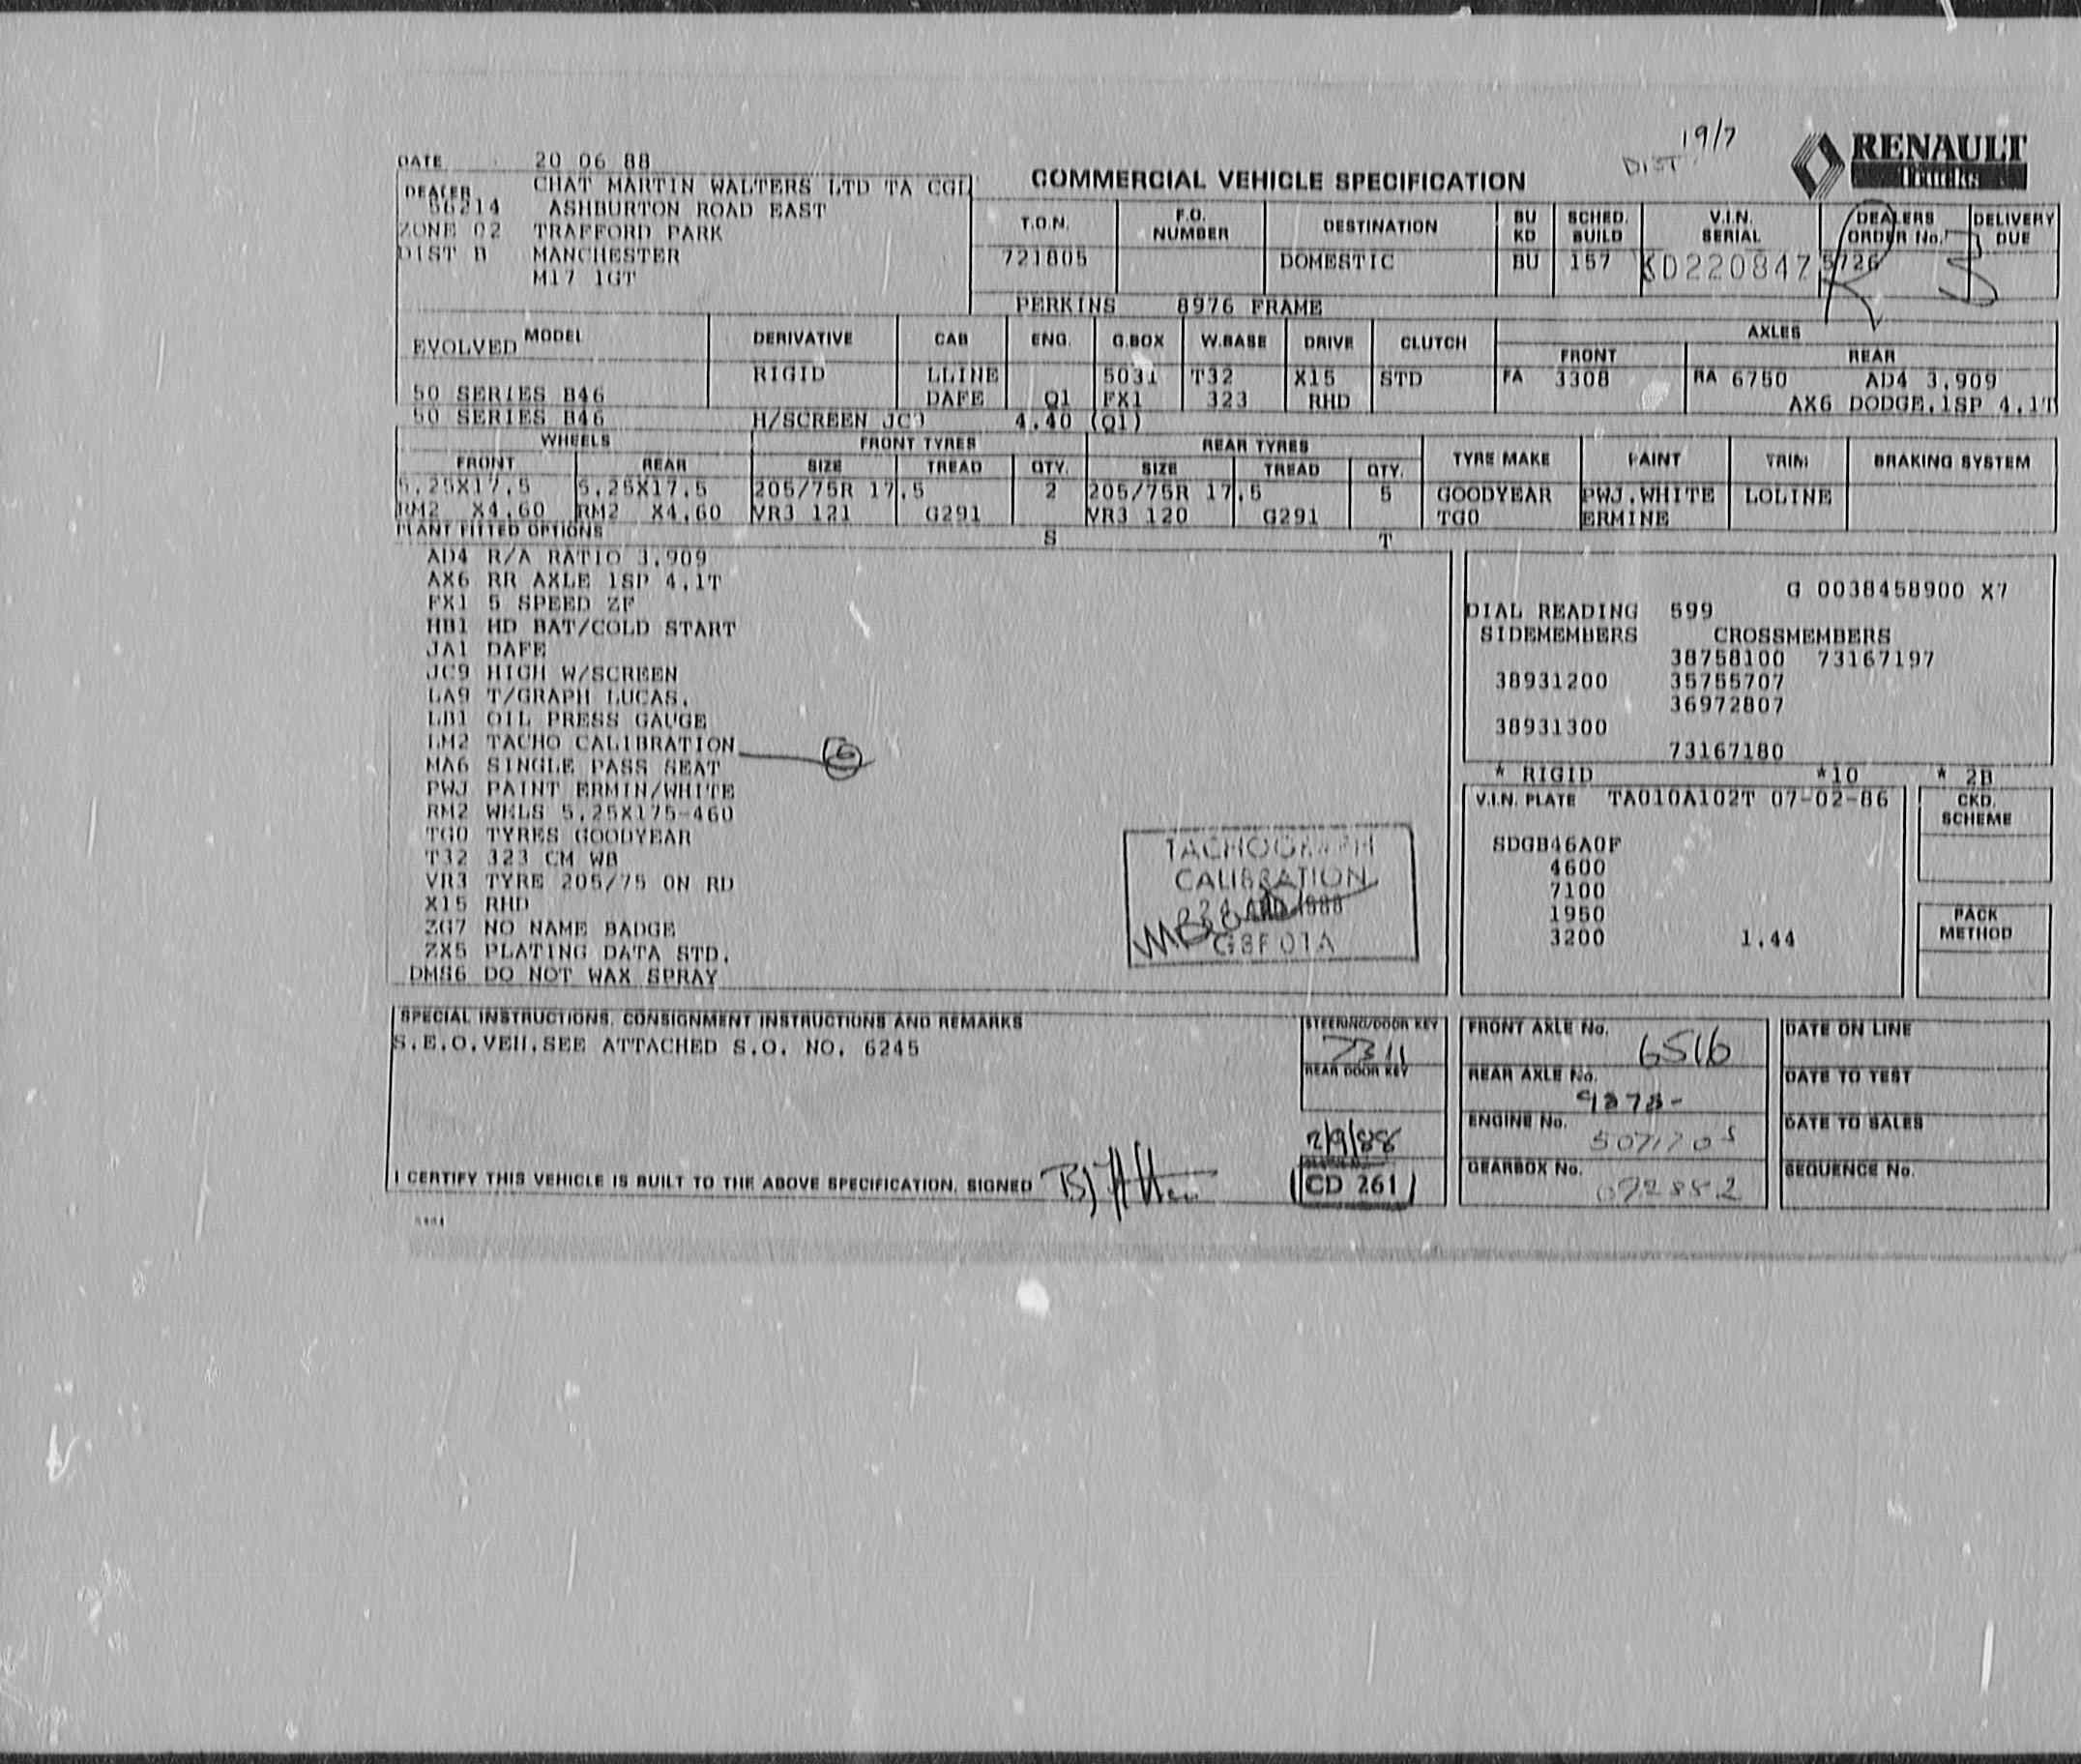 19/7
DIST
RENAULT
Trucks
DATE 20 06 88
COMMERCIAL VEHICLE SPECIFICATION
DEALER CHAT MARTIN WALTERS LTD TA CGI
56214 ASHBURTON ROAD EAST
ZONE 02 TRAFFORD PARK
DIST B MANCHESTER
M17 1GT
T.O.N. F.O. NUMBER DESTINATION BU KD SCHED. BUILD V.I.N. SERIAL DEALERS ORDER No. DELIVERY DUE
721805 DOMESTIC BU 157 KD220847 5726
PERKINS 8976 FRAME
MODEL DERIVATIVE CAB ENG. G.BOX W.BASE DRIVE CLUTCH AXLES
EVOLVED FRONT REAR
RIGID LLINE 5031 T32 X15 STD FA 3308 RA 6750 AD4 3.909
50 SERIES B46 DAFE Q1 FX1 323 RHD AX6 DODGE.1SP 4.1T
50 SERIES B46 H/SCREEN JC9 4.40 (Q1)
WHEELS FRONT TYRES REAR TYRES TYRE MAKE PAINT TRIM BRAKING SYSTEM
FRONT REAR SIZE TREAD QTY. SIZE TREAD QTY.
5.25X17.5 5.25X17.5 205/75R 17.5 2 205/75R 17.5 5 GOODYEAR PWJ.WHITE LOLINE
RM2 X4.60 RM2 X4.60 VR3 121 G291 VR3 120 G291 TG0 ERMINE
PLANT FITTED OPTIONS S T
AD4 R/A RATIO 3.909
AX6 RR AXLE 1SP 4.1T
FX1 5 SPEED ZF
HB1 HD BAT/COLD START
JA1 DAFE
JC9 HIGH W/SCREEN
LA9 T/GRAPH LUCAS.
LB1 OIL PRESS GAUGE
LM2 TACHO CALIBRATION
MA6 SINGLE PASS SEAT
PWJ PAINT ERMIN/WHITE
RM2 WHLS 5.25X175-460
TG0 TYRES GOODYEAR
T32 323 CM WB
VR3 TYRE 205/75 ON RD
X15 RHD
ZG7 NO NAME BADGE
ZX5 PLATING DATA STD.
DMS6 DO NOT WAX SPRAY
TACHOGRAPH
CALIBRATION
24 1988
GBF01A
G 0038458900 X7
DIAL READING 599
SIDEMEMBERS CROSSMEMBERS
38758100 73167197
38931200 35755707
36972807
38931300
73167180
* RIGID *10 * 2B
V.I.N. PLATE TA010A102T 07-02-86
SDGB46A0F
4600
7100
1950
3200 1.44
CKD. SCHEME
PACK METHOD
SPECIAL INSTRUCTIONS, CONSIGNMENT INSTRUCTIONS AND REMARKS
S.E.O.VEH.SEE ATTACHED S.O. NO. 6245
STEERING/DOOR KEY
7311
REAR DOOR KEY
2/9/88
CD 261
I CERTIFY THIS VEHICLE IS BUILT TO THE ABOVE SPECIFICATION. SIGNED
FRONT AXLE No. 6516
REAR AXLE No.
ENGINE No.
GEARBOX No. 072882
DATE ON LINE
DATE TO TEST
DATE TO SALES
SEQUENCE No.